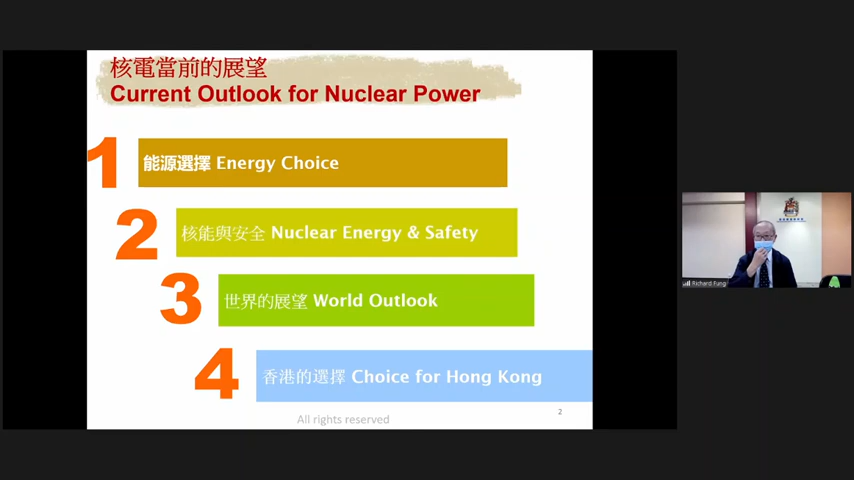 核電當前的展望
Current Outlook for Nuclear Power
1
能源選擇 Energy Choice
2
核能與安全 Nuclear Energy & Safety
3
世界的展望 World Outlook
4
香港的選擇 Choice for Hong Kong
All rights reserved
2
Richard Fung